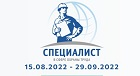 СПЕЦИАЛИСТ
В СФЕРЕ ОХРАНЫ ТРУДА
15.08.2022 - 29.09.2022